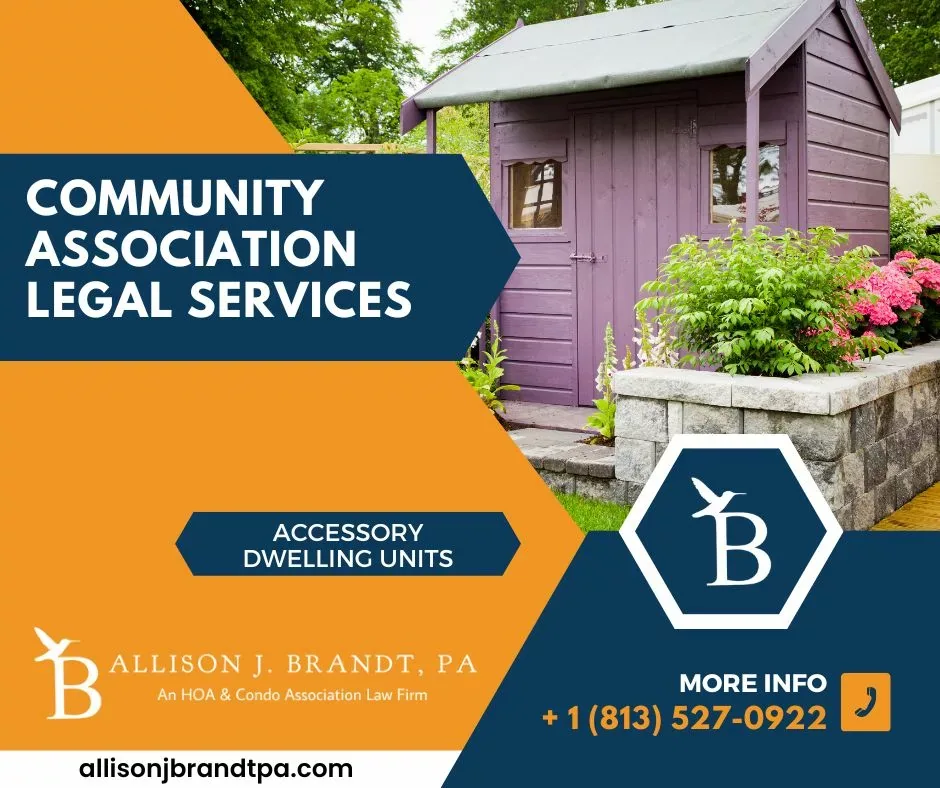 COMMUNITY
ASSOCIATION
LEGAL SERVICES
ACCESSORY
DWELLING UNITS
B
B ALLISON J. BRANDT, PA
An HOA & Condo Association Law Firm
MORE INFO
+ 1 (813) 527-0922
allisonjbrandtpa.com